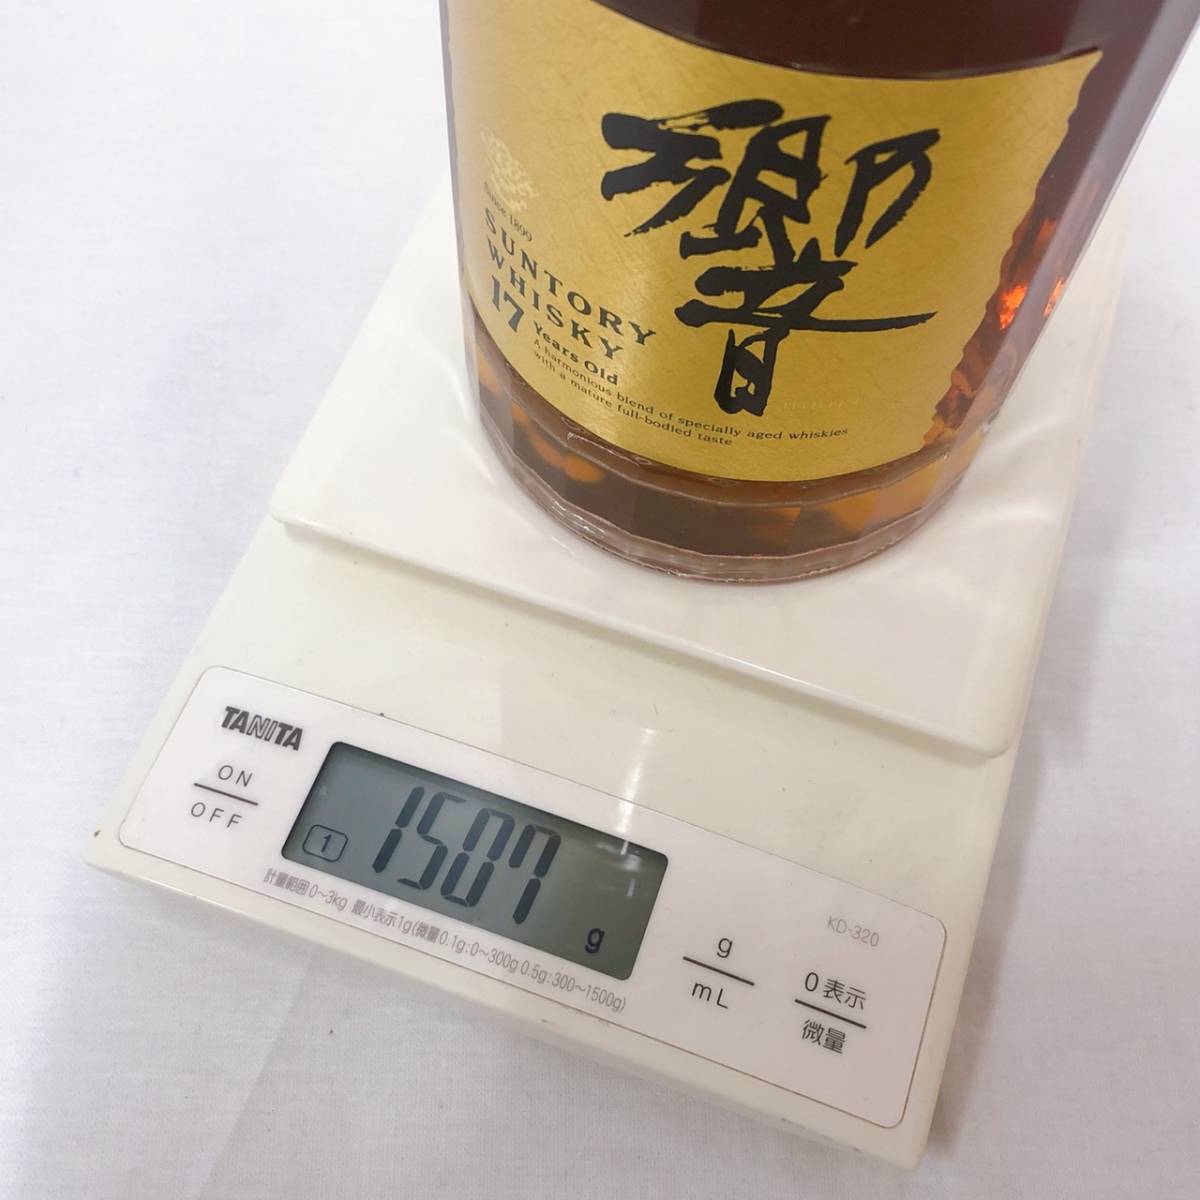 響
since 1899
SUNTORY
WHISKY
17 Years Old
A harmonious blend of specially aged whiskies
with a mature full-bodied taste
TANITA
ON
OFF
1
1507
g
計量範囲 0～3kg 最小表示1g(微量0.1g:0～300g 0.5g:300～1500g)
KD-320
g
mL
0表示
微量